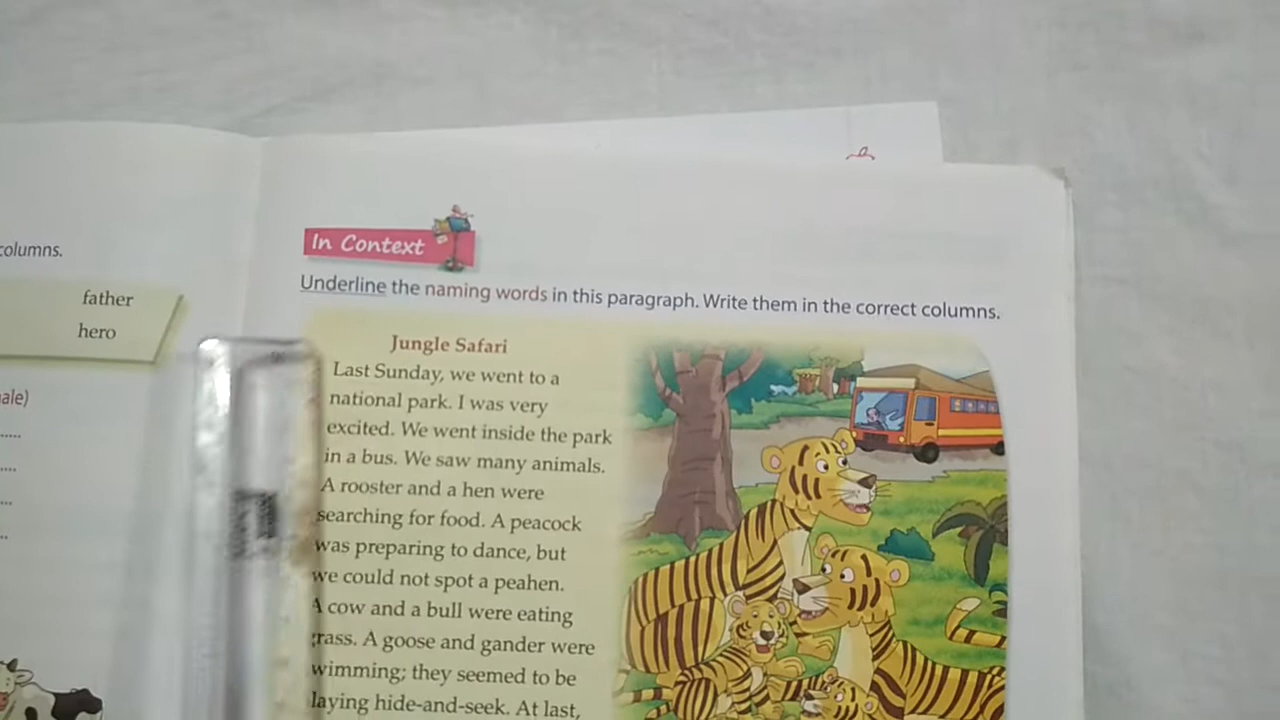 columns.
father
hero
ale)
In Context
Underline the naming words in this paragraph. Write them in the correct columns.
Jungle Safari
Last Sunday, we went to a
national park. I was very
excited. We went inside the park
in a bus. We saw many animals.
A rooster and a hen were
searching for food. A peacock
was preparing to dance, but
we could not spot a peahen.
A cow and a bull were eating
grass. A goose and gander were
wimming; they seemed to be
laying hide-and-seek. At last,